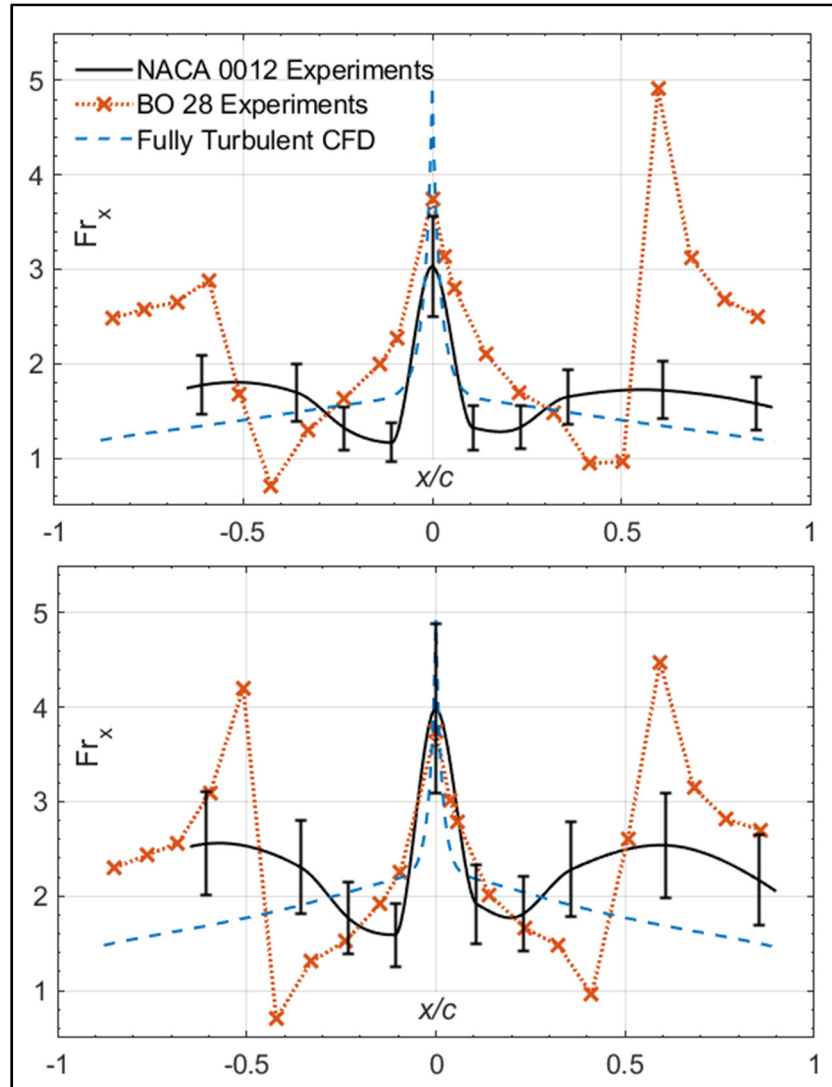 NACA 0012 Experiments
BO 28 Experiments
Fully Turbulent CFD
5
4
3
2
1
Fr_x
x/c
-1 -0.5 0 0.5 1
5
4
3
2
1
Fr_x
x/c
-1 -0.5 0 0.5 1